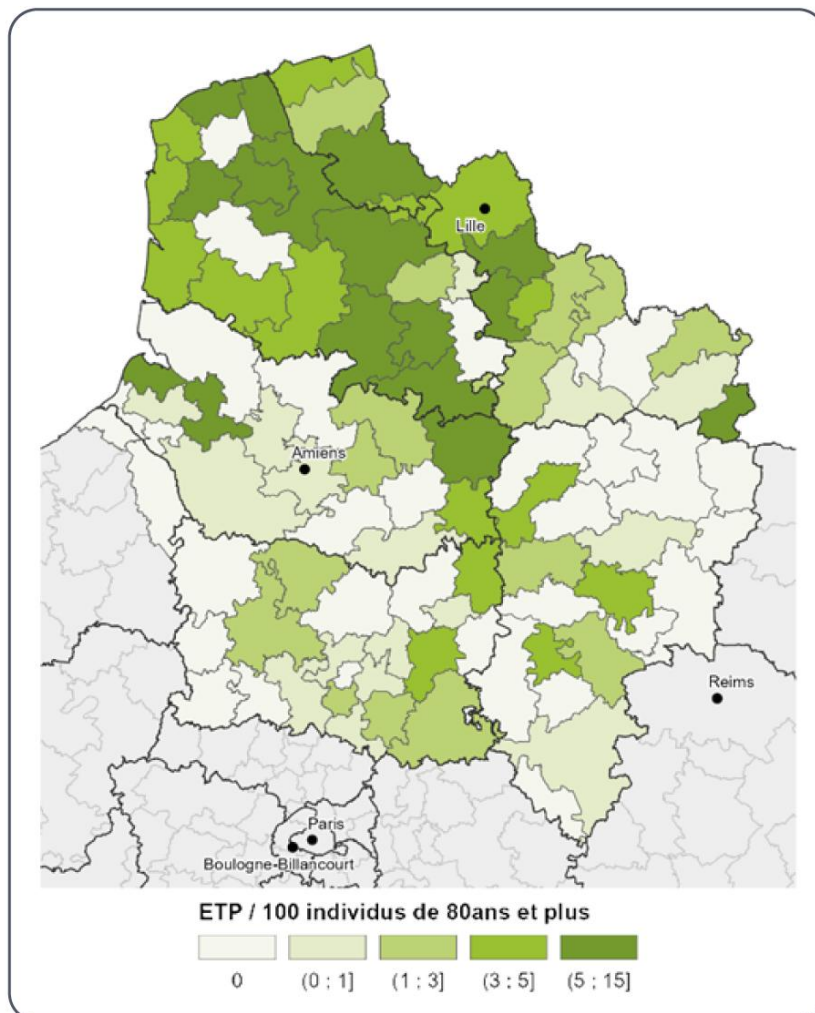 Lille
Amiens
Reims
Paris
Boulogne-Billancourt
ETP / 100 individus de 80ans et plus
0 (0 ; 1] (1 ; 3] (3 ; 5] (5 ; 15]